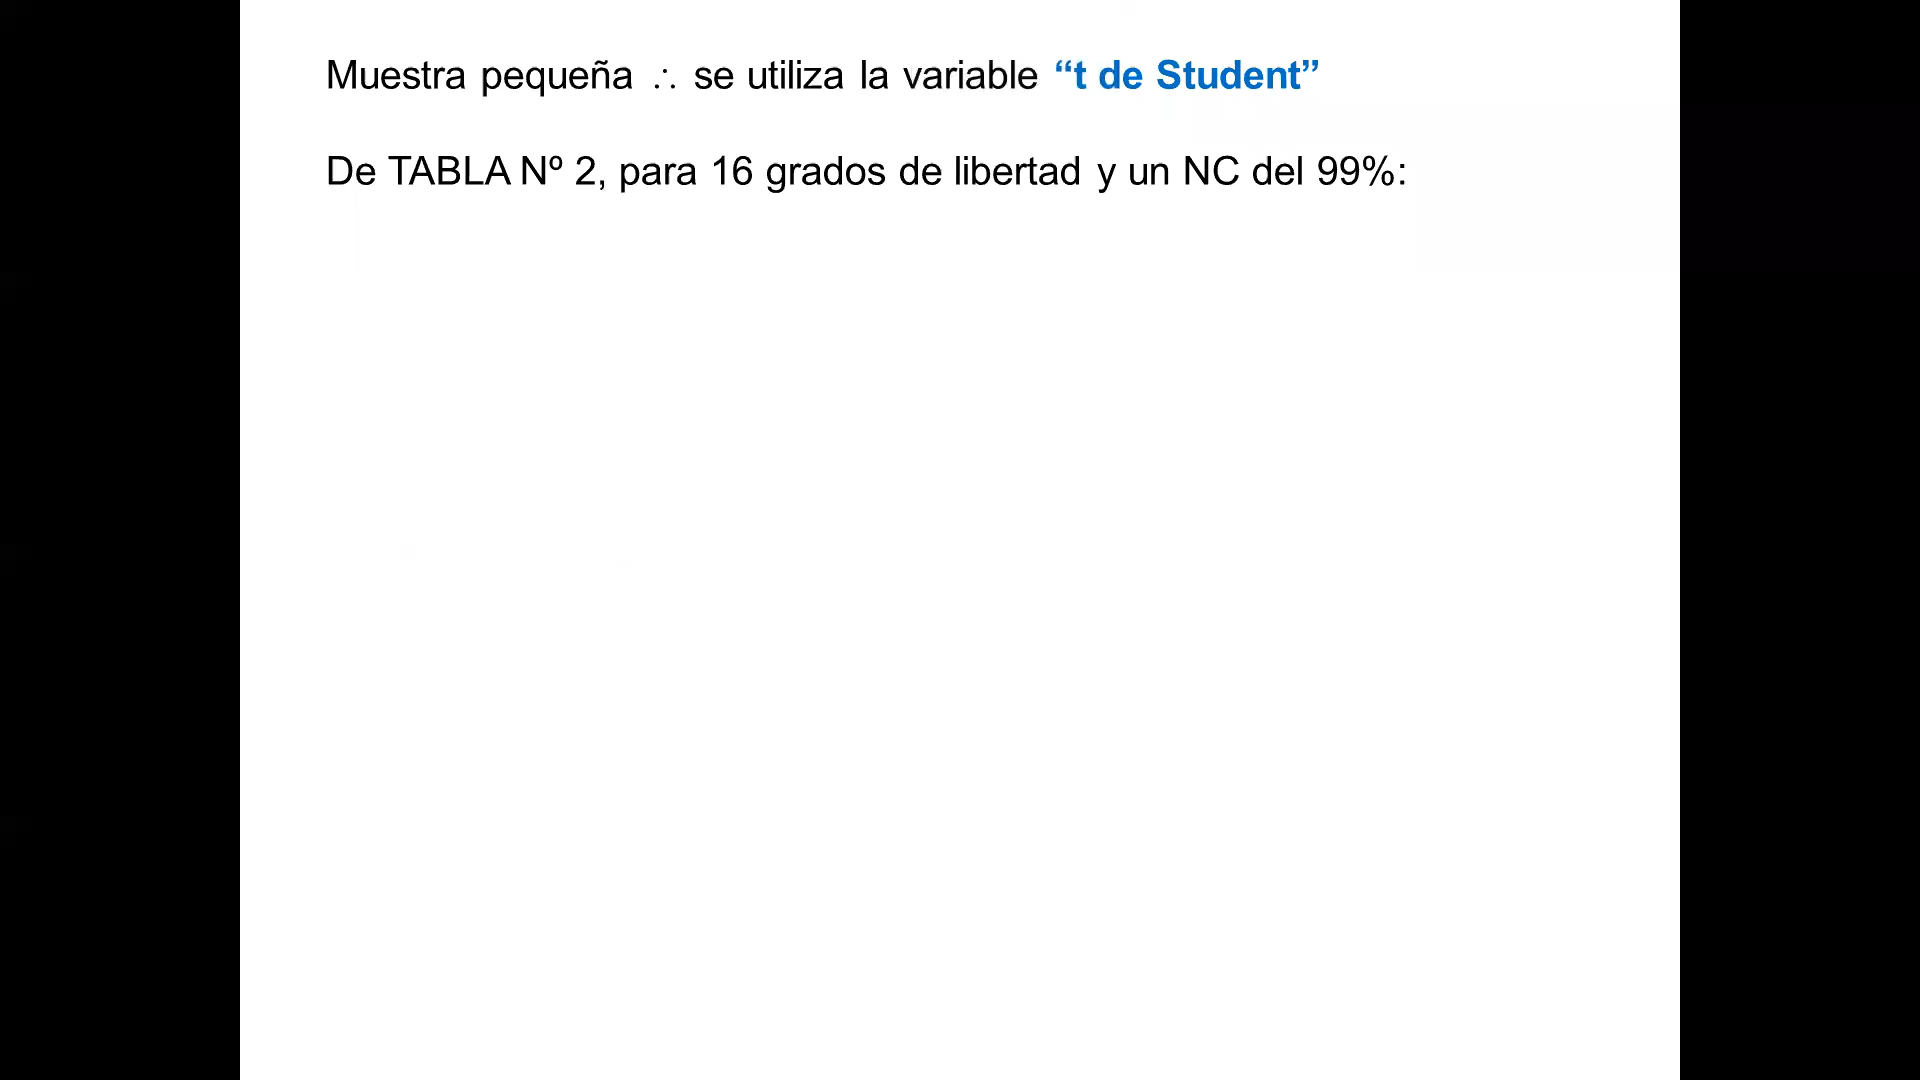 Muestra pequeña ∴ se utiliza la variable “t de Student”
De TABLA Nº 2, para 16 grados de libertad y un NC del 99%: